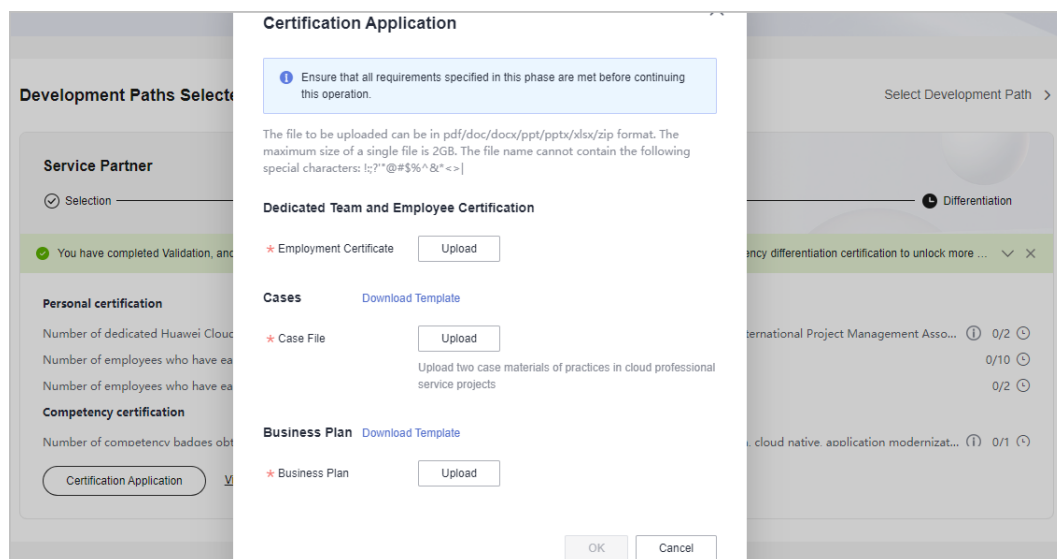 Certification Application
Ensure that all requirements specified in this phase are met before continuing
this operation.
Development Paths Selecte
Select Development Path
The file to be uploaded can be in pdf/doc/docx/ppt/pptx/xlsx/zip format. The
maximum size of a single file is 2GB. The file name cannot contain the following
special characters: !:;?'"*@#$%^&*<>|
Service Partner
Selection
Differentiation
Dedicated Team and Employee Certification
You have completed Validation, and
ency differentiation certification to unlock more ...
* Employment Certificate Upload
Personal certification
Cases Download Template
Number of dedicated Huawei Clouc
ternational Project Management Asso... 0/2
* Case File Upload
Number of employees who have ea
0/10
Upload two case materials of practices in cloud professional
service projects
Number of employees who have ea
0/2
Competency certification
Business Plan Download Template
Number of competency badges obt
, cloud native, application modernizat... 0/1
* Business Plan Upload
Certification Application
Vi
OK Cancel